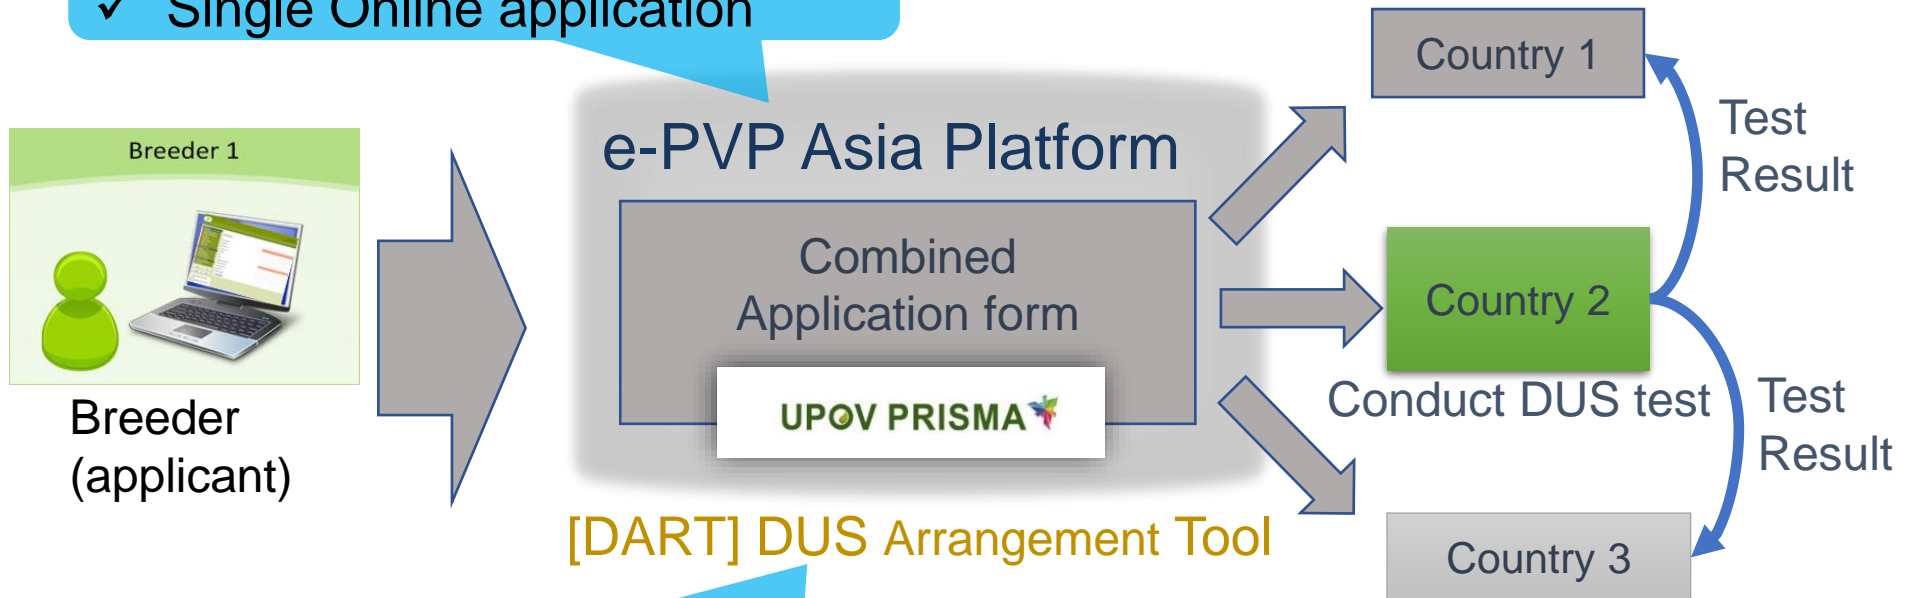 ✓ Single Online application
Breeder 1
Breeder
(applicant)
e-PVP Asia Platform
Combined
Application form
UPOV PRISMA
[DART] DUS Arrangement Tool
Country 1
Test
Result
Country 2
Conduct DUS test
Test
Result
Country 3